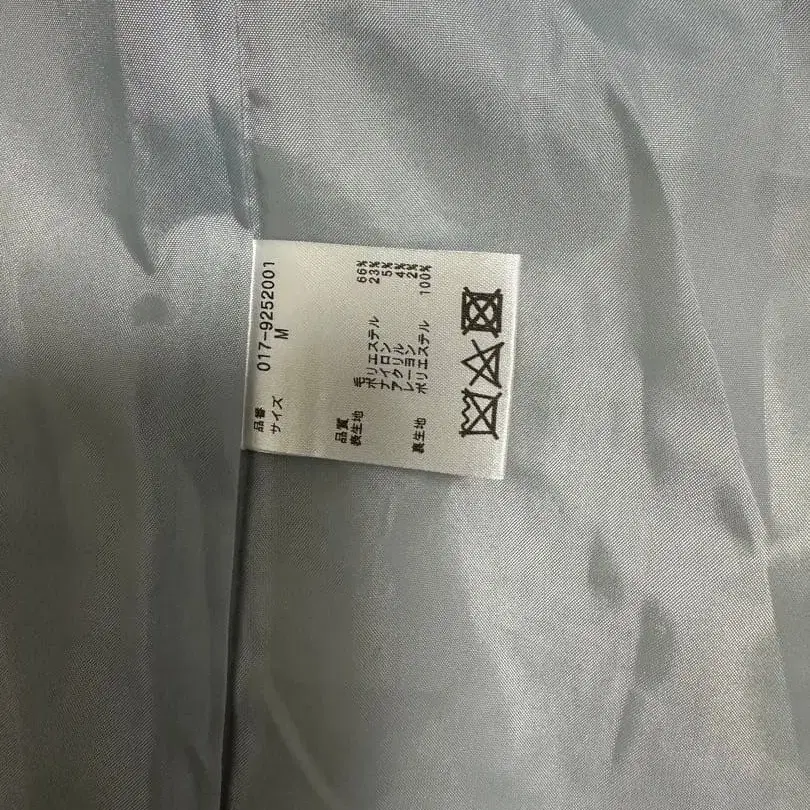 品番 017-9252001
サイズ M
品質
表生地 毛 66%
ポリエステル 23%
ナイロン 5%
アクリル 4%
レーヨン 2%
裏生地 ポリエステル 100%